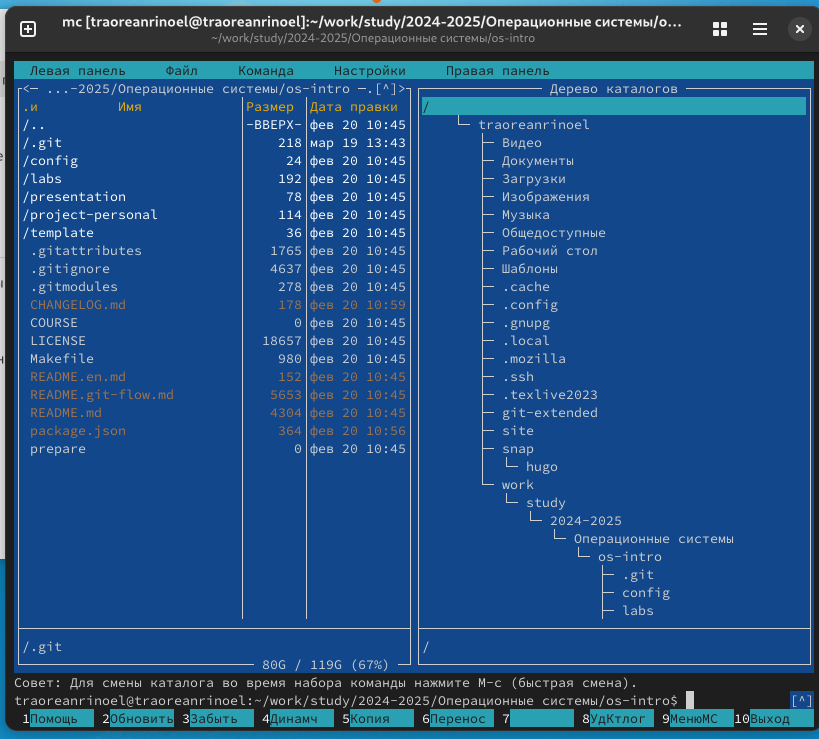 mc [traoreanrinoel@traoreanrinoel]:~/work/study/2024-2025/Операционные системы/о…
~/work/study/2024-2025/Операционные системы/os-intro
Левая панель Файл Команда Настройки Правая панель
<─ ...-2025/Операционные системы/os-intro ─.[^]>
.и Имя Размер Дата правки
/.. -ВВЕРХ- фев 20 10:45
/.git 218 мар 19 13:43
/config 24 фев 20 10:45
/labs 192 фев 20 10:45
/presentation 78 фев 20 10:45
/project-personal 114 фев 20 10:45
/template 36 фев 20 10:45
.gitattributes 1765 фев 20 10:45
.gitignore 4637 фев 20 10:45
.gitmodules 278 фев 20 10:45
CHANGELOG.md 178 фев 20 10:59
COURSE 0 фев 20 10:45
LICENSE 18657 фев 20 10:45
Makefile 980 фев 20 10:45
README.en.md 152 фев 20 10:45
README.git-flow.md 5653 фев 20 10:45
README.md 4304 фев 20 10:45
package.json 364 фев 20 10:56
prepare 0 фев 20 10:45
/.git
80G / 119G (67%)
Дерево каталогов
/
traoreanrinoel
Видео
Документы
Загрузки
Изображения
Музыка
Общедоступные
Рабочий стол
Шаблоны
.cache
.config
.gnupg
.local
.mozilla
.ssh
.texlive2023
git-extended
site
snap
hugo
work
study
2024-2025
Операционные системы
os-intro
.git
config
labs
/
Совет: Для смены каталога во время набора команды нажмите M-c (быстрая смена).
traoreanrinoel@traoreanrinoel:~/work/study/2024-2025/Операционные системы/os-intro$ [^]
1Помощь 2Обновить 3Забыть 4Динамч 5Копия 6Перенос 7 8УдКтлог 9МенюMC 10Выход